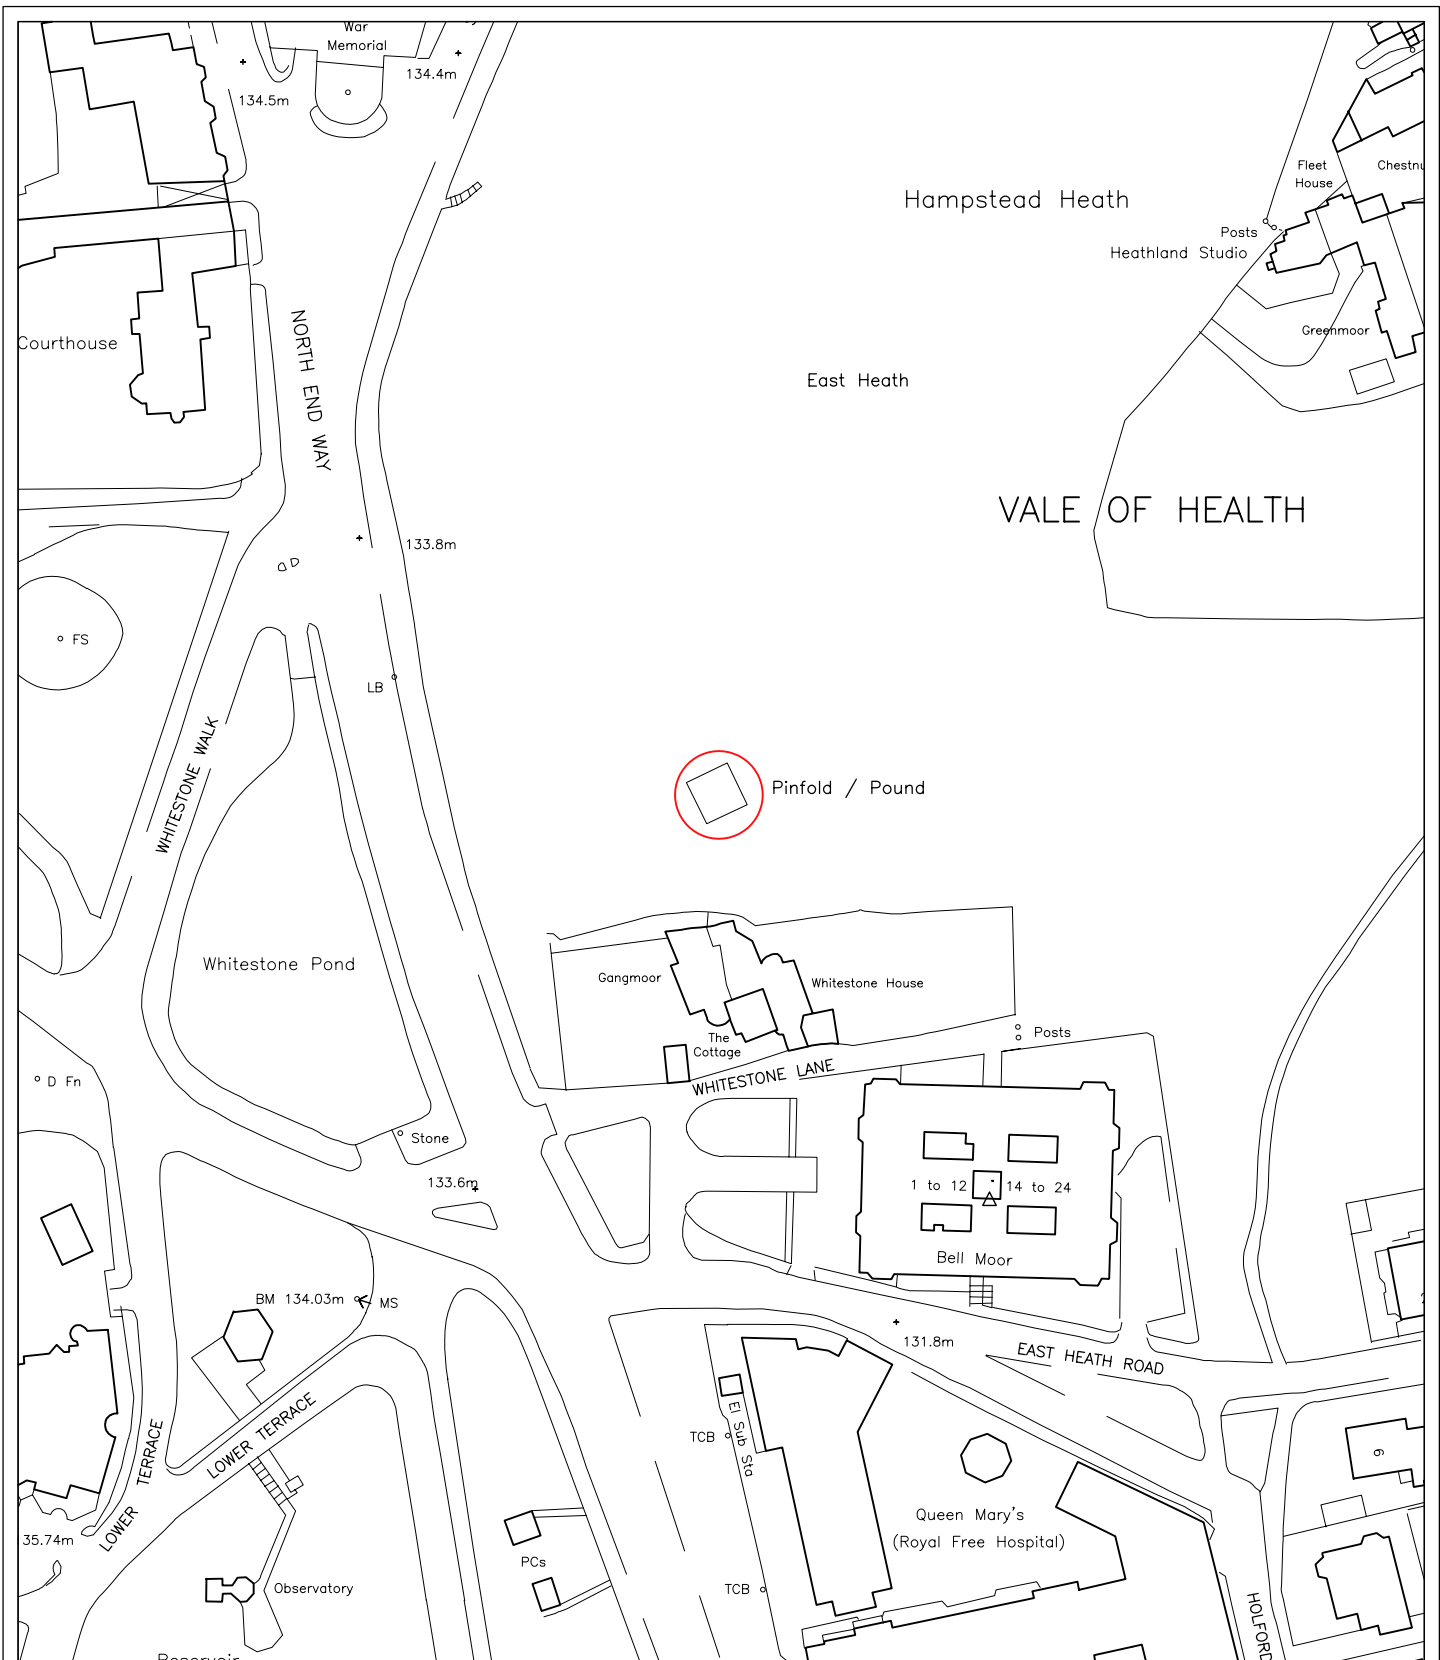 War
Memorial
134.4m
134.5m
Fleet
House
Hampstead Heath
Posts
Heathland Studio
Greenmoor
Courthouse
NORTH END WAY
East Heath
VALE OF HEALTH
133.8m
FS
LB
WHITESTONE WALK
Pinfold / Pound
Whitestone Pond
Gangmoor
Whitestone House
The
Cottage
Posts
WHITESTONE LANE
D Fn
Stone
133.6m
1 to 12
14 to 24
Bell Moor
BM 134.03m
MS
131.8m
EAST HEATH ROAD
LOWER TERRACE
LOWER TERRACE
El Sub Sta
TCB
6
Queen Mary's
(Royal Free Hospital)
35.74m
PCs
Observatory
TCB
HOLFORD